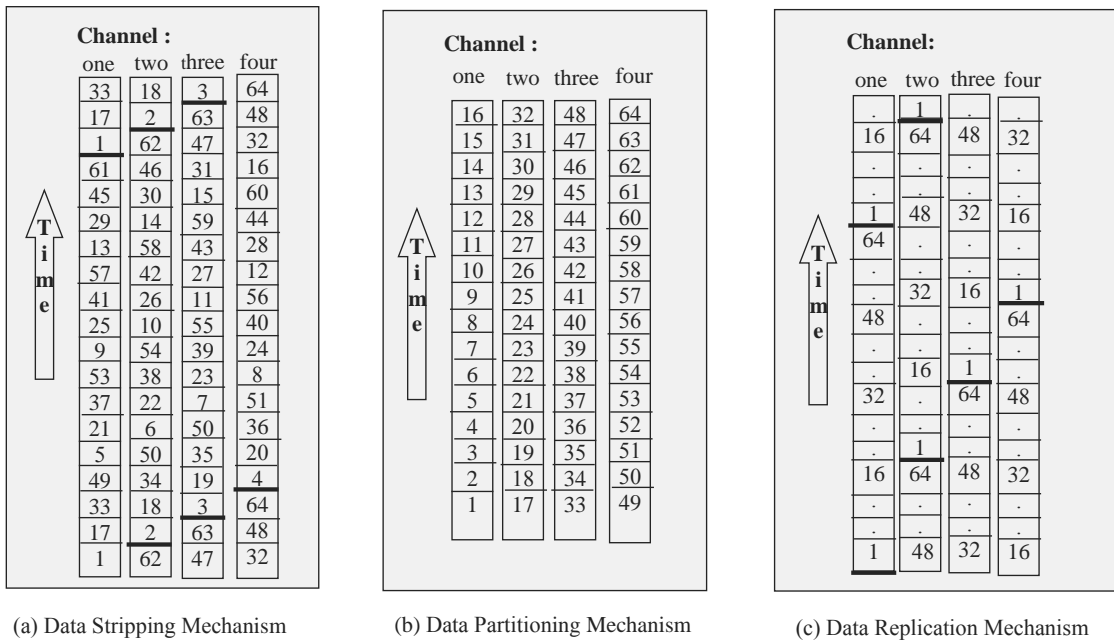 Channel :
one two three four
33 18 3 64
17 2 63 48
1 62 47 32
61 46 31 16
45 30 15 60
29 14 59 44
13 58 43 28
57 42 27 12
41 26 11 56
25 10 55 40
9 54 39 24
53 38 23 8
37 22 7 51
21 6 50 36
5 50 35 20
49 34 19 4
33 18 3 64
17 2 63 48
1 62 47 32
Time
(a) Data Stripping Mechanism
Channel :
one two three four
16 32 48 64
15 31 47 63
14 30 46 62
13 29 45 61
12 28 44 60
11 27 43 59
10 26 42 58
9 25 41 57
8 24 40 56
7 23 39 55
6 22 38 54
5 21 37 53
4 20 36 52
3 19 35 51
2 18 34 50
1 17 33 49
Time
(b) Data Partitioning Mechanism
Channel:
one two three four
. 1 . .
16 64 48 32
. . . .
. . . .
1 48 32 16
64 . . .
. . . .
. 32 16 1
48 . . 64
. . . .
. 16 1 .
32 . 64 48
. . . .
. 1 . .
16 64 48 32
. . . .
. . . .
1 48 32 16
Time
(c) Data Replication Mechanism